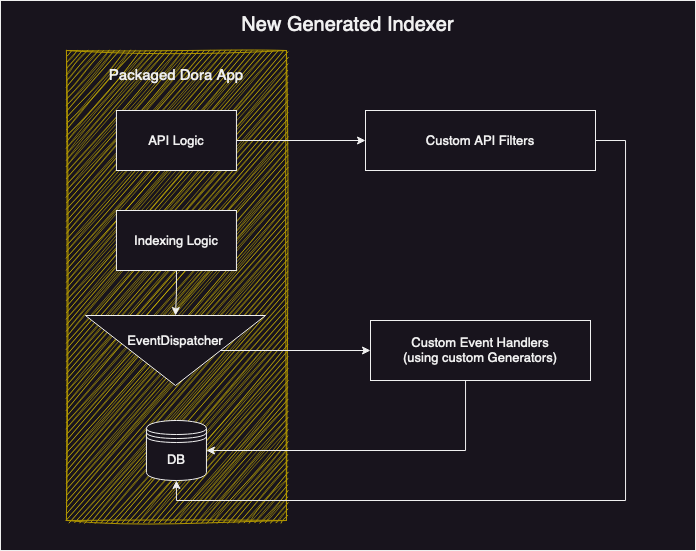 New Generated Indexer
Packaged Dora App
API Logic
Custom API Filters
Indexing Logic
EventDispatcher
Custom Event Handlers
(using custom Generators)
DB